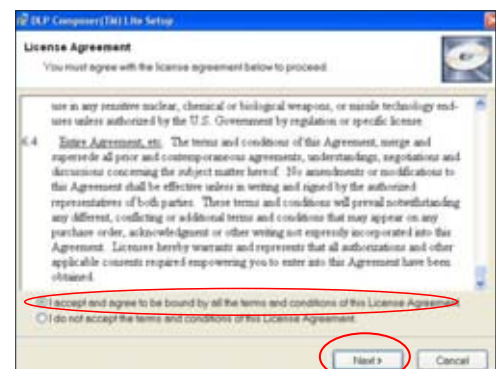 DLP Composer(TM) Lite Setup
License Agreement
You must agree with the license agreement below to proceed.
use in any sensitive nuclear, chemical or biological weapons, or missile technology end-
uses unless authorized by the U.S. Government by regulation or specific license.
6.4 Entire Agreement, etc. The terms and conditions of this Agreement, merge and
supersede all prior and contemporaneous agreements, understandings, negotiations and
discussions concerning the subject matter hereof. No amendments or modifications to
this Agreement shall be effective unless in writing and signed by the authorized
representatives of both parties. These terms and conditions will prevail notwithstanding
any different, conflicting or additional terms and conditions that may appear on any
purchase order, acknowledgment or other writing not expressly incorporated into this
Agreement. Licensee hereby warrants and represents that all authorizations and other
applicable consents required empowering you to enter into this Agreement have been
obtained.
I accept and agree to be bound by all the terms and conditions of this License Agreement.
I do not accept the terms and conditions of this License Agreement.
Next >
Cancel